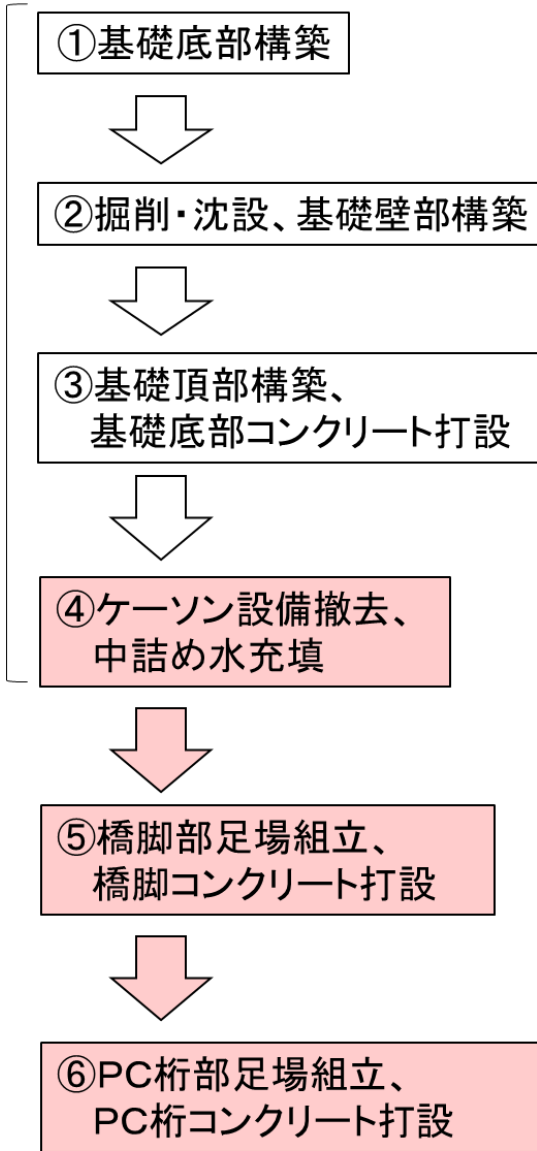 ①基礎底部構築
②掘削・沈設、基礎壁部構築
③基礎頂部構築、
基礎底部コンクリート打設
④ケーソン設備撤去、
中詰め水充填
⑤橋脚部足場組立、
橋脚コンクリート打設
⑥PC桁部足場組立、
PC桁コンクリート打設